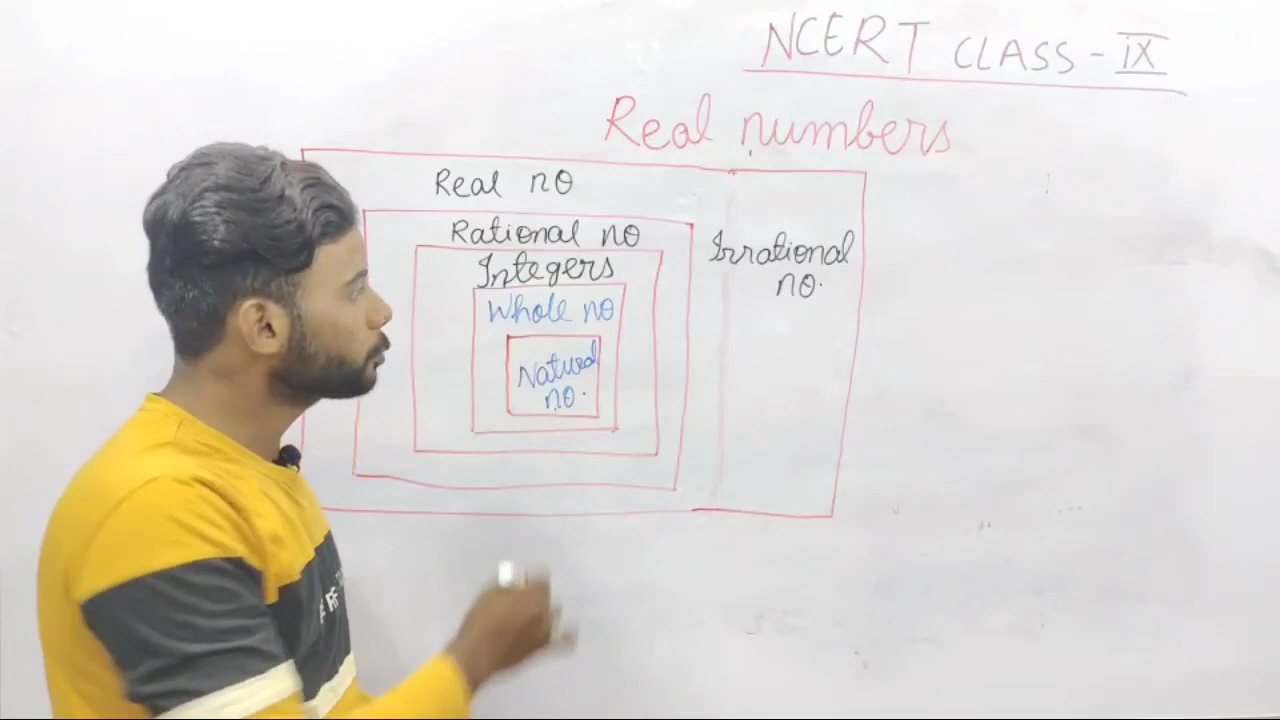 NCERT CLASS - IX
Real numbers
Real no
Rational no
Integers
Whole no
Natural
no.
Irrational
no.